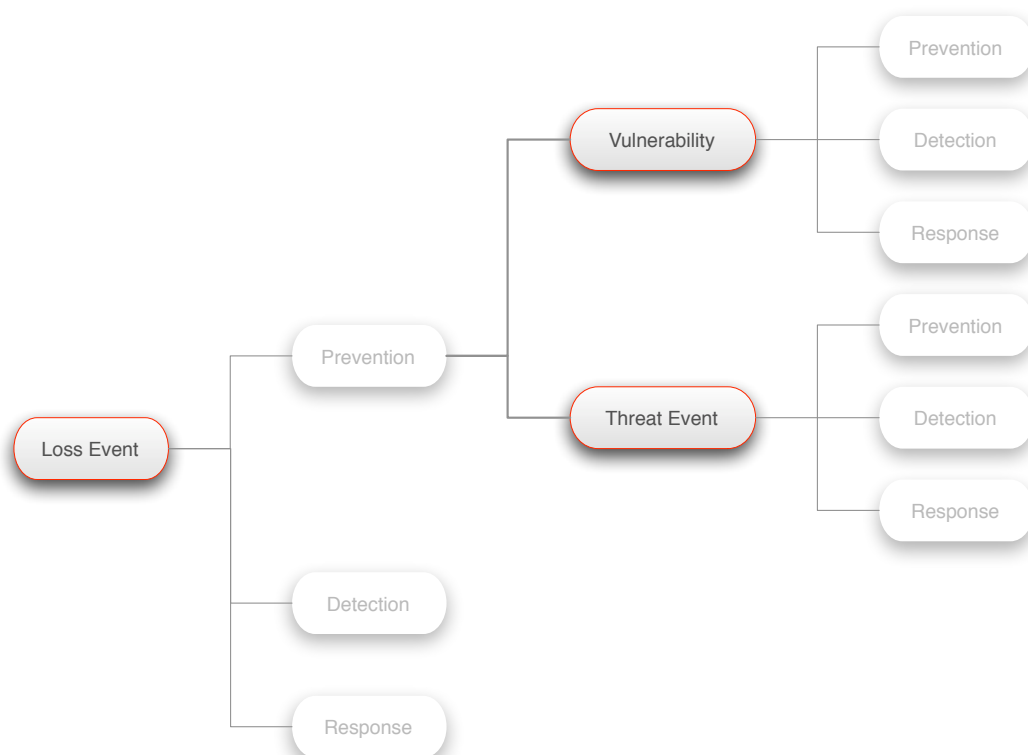 Prevention
Vulnerability
Detection
Response
Prevention
Prevention
Threat Event
Detection
Loss Event
Response
Detection
Response